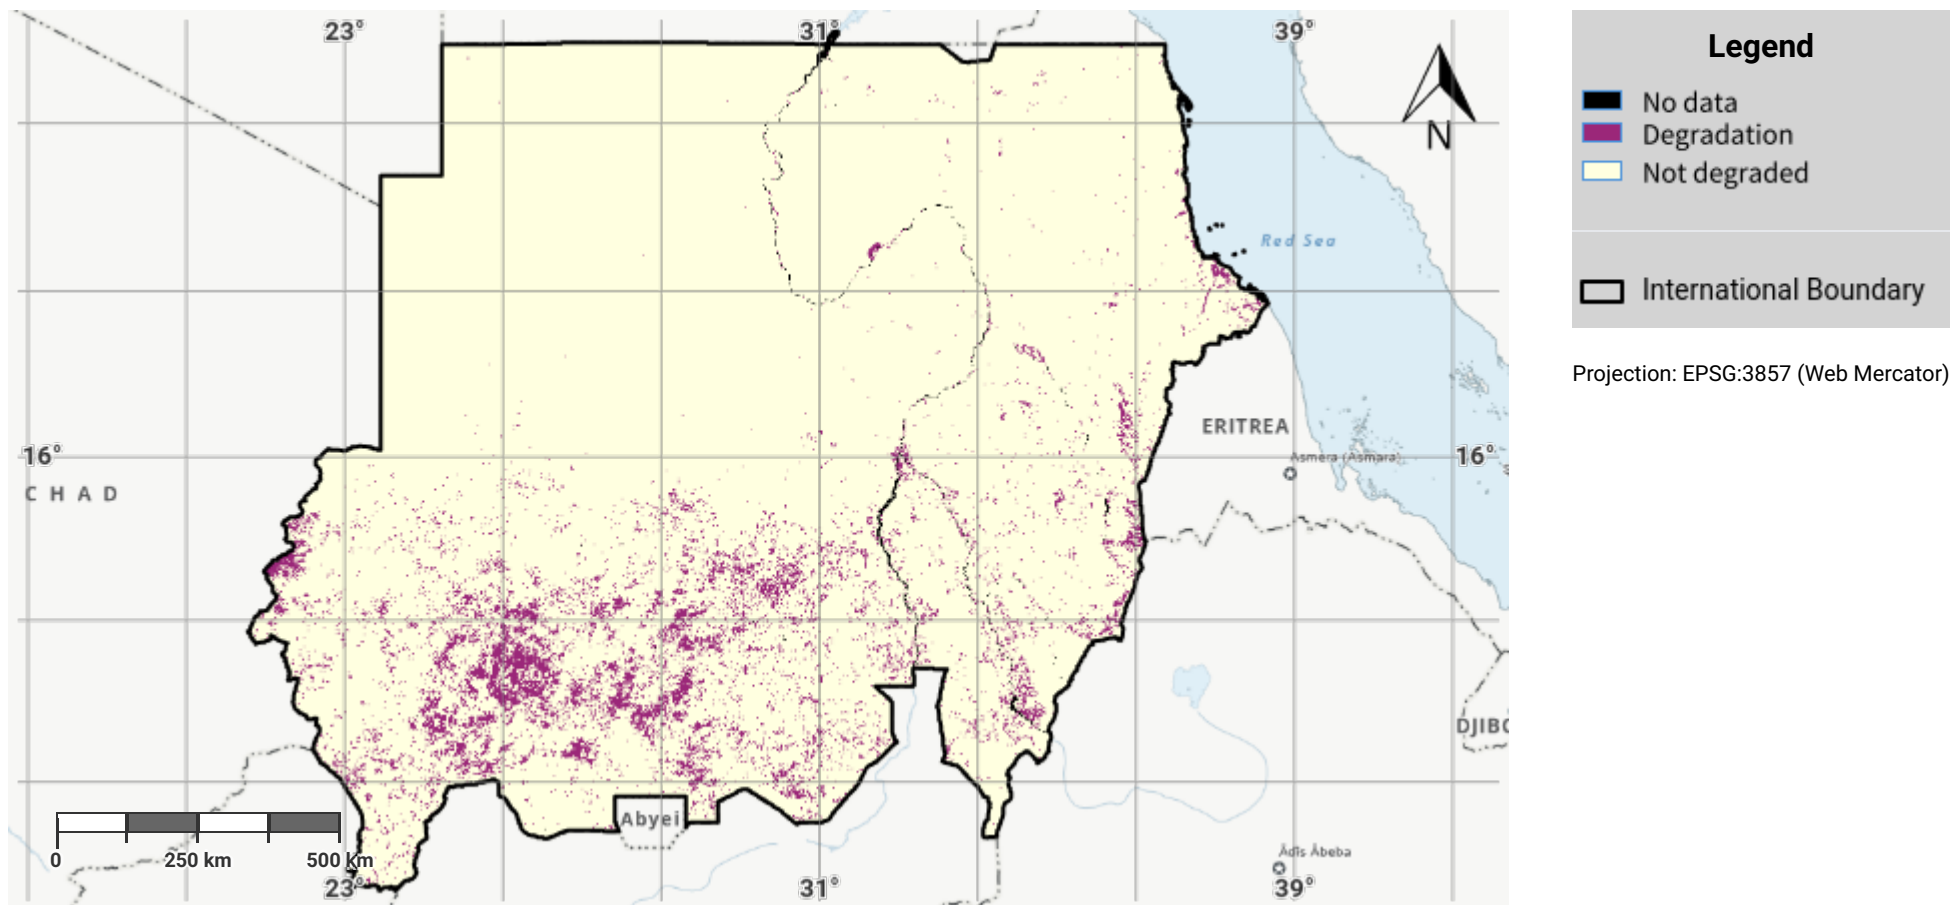 23°
31°
39°
Legend
No data
Degradation
Not degraded
Red Sea
N
International Boundary
Projection: EPSG:3857 (Web Mercator)
ERITREA
16°
Asmera (Asmara)
16°
CHAD
DJIBO
Abyei
0
250 km
500 km
Ādīs Ābeba
23°
31°
39°